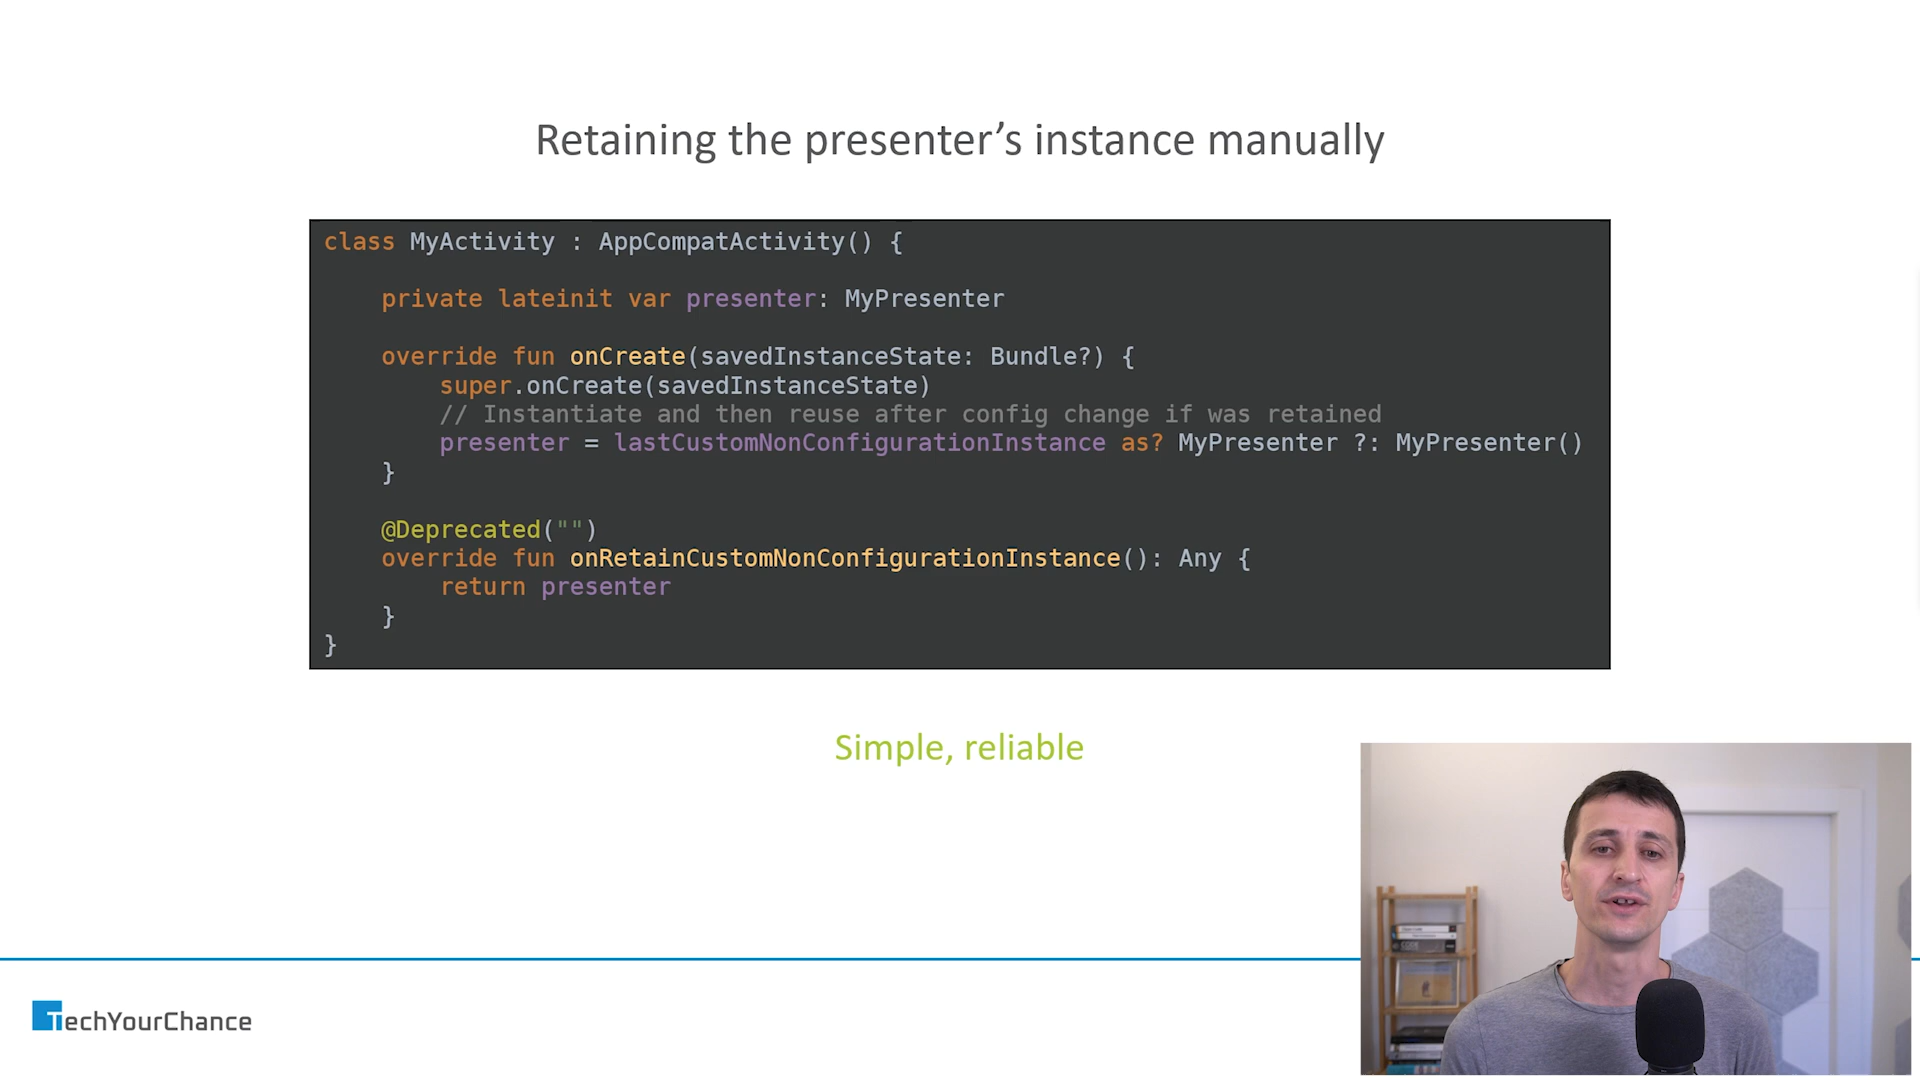 Retaining the presenter’s instance manually
class MyActivity : AppCompatActivity() {
private lateinit var presenter: MyPresenter
override fun onCreate(savedInstanceState: Bundle?) {
super.onCreate(savedInstanceState)
// Instantiate and then reuse after config change if was retained
presenter = lastCustomNonConfigurationInstance as? MyPresenter ?: MyPresenter()
}
@Deprecated("")
override fun onRetainCustomNonConfigurationInstance(): Any {
return presenter
}
}
Simple, reliable
TechYourChance